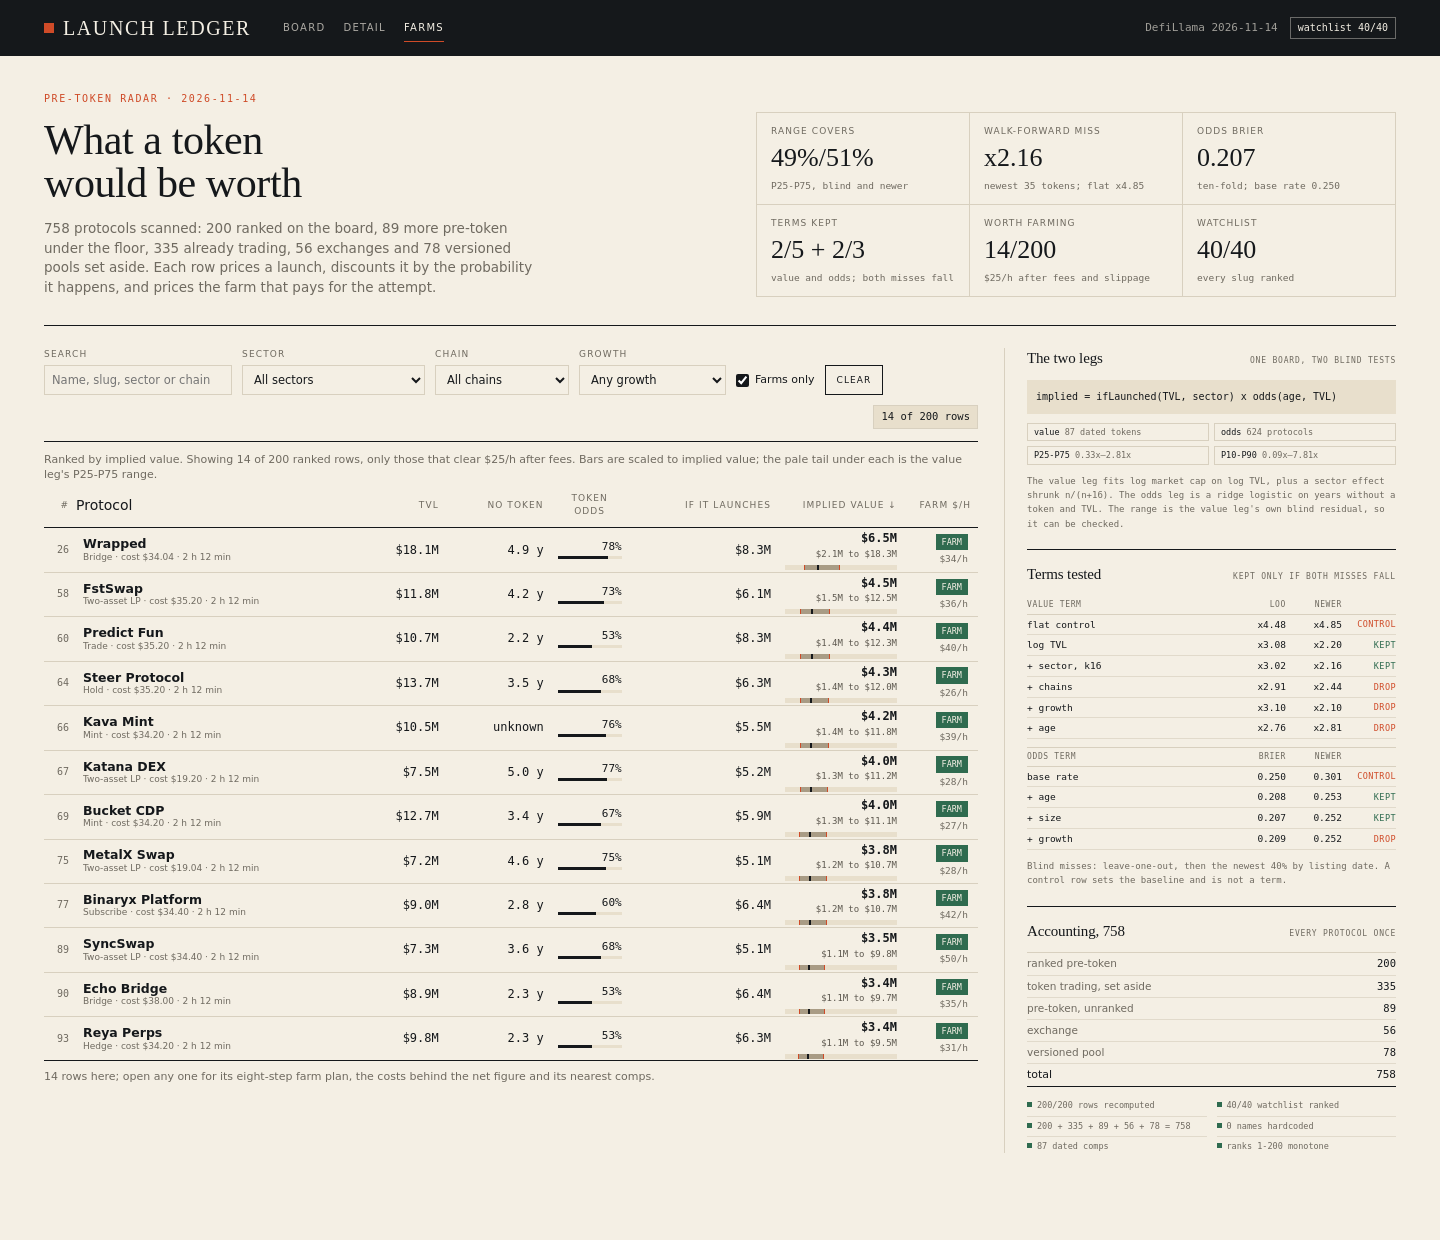 LAUNCH LEDGER BOARD DETAIL FARMS DefiLlama 2026-11-14 watchlist 40/40
PRE-TOKEN RADAR · 2026-11-14
What a token
would be worth
758 protocols scanned: 200 ranked on the board, 89 more pre-token
under the floor, 335 already trading, 56 exchanges and 78 versioned
pools set aside. Each row prices a launch, discounts it by the probability
it happens, and prices the farm that pays for the attempt.
RANGE COVERS
49%/51%
P25-P75, blind and newer
WALK-FORWARD MISS
x2.16
newest 35 tokens; flat x4.85
ODDS BRIER
0.207
ten-fold; base rate 0.250
TERMS KEPT
2/5 + 2/3
value and odds; both misses fall
WORTH FARMING
14/200
$25/h after fees and slippage
WATCHLIST
40/40
every slug ranked
SEARCH SECTOR CHAIN GROWTH
Name, slug, sector or chain All sectors All chains Any growth Farms only CLEAR
14 of 200 rows
Ranked by implied value. Showing 14 of 200 ranked rows, only those that clear $25/h after fees. Bars are scaled to implied value; the pale tail under each is the value
leg's P25-P75 range.
# Protocol TVL NO TOKEN TOKEN ODDS IF IT LAUNCHES IMPLIED VALUE ↓ FARM $/H
26 Wrapped $18.1M 4.9 y 78% $8.3M $6.5M FARM
Bridge · cost $34.04 · 2 h 12 min $2.1M to $18.3M $34/h
58 FstSwap $11.8M 4.2 y 73% $6.1M $4.5M FARM
Two-asset LP · cost $35.20 · 2 h 12 min $1.5M to $12.5M $36/h
60 Predict Fun $10.7M 2.2 y 53% $8.3M $4.4M FARM
Trade · cost $35.20 · 2 h 12 min $1.4M to $12.3M $40/h
64 Steer Protocol $13.7M 3.5 y 68% $6.3M $4.3M FARM
Hold · cost $35.20 · 2 h 12 min $1.4M to $12.0M $26/h
66 Kava Mint $10.5M unknown 76% $5.5M $4.2M FARM
Mint · cost $34.20 · 2 h 12 min $1.4M to $11.8M $39/h
67 Katana DEX $7.5M 5.0 y 77% $5.2M $4.0M FARM
Two-asset LP · cost $19.20 · 2 h 12 min $1.3M to $11.2M $28/h
69 Bucket CDP $12.7M 3.4 y 67% $5.9M $4.0M FARM
Mint · cost $34.20 · 2 h 12 min $1.3M to $11.1M $27/h
75 MetalX Swap $7.2M 4.6 y 75% $5.1M $3.8M FARM
Two-asset LP · cost $19.04 · 2 h 12 min $1.2M to $10.7M $28/h
77 Binaryx Platform $9.0M 2.8 y 60% $6.4M $3.8M FARM
Subscribe · cost $34.40 · 2 h 12 min $1.2M to $10.7M $42/h
89 SyncSwap $7.3M 3.6 y 68% $5.1M $3.5M FARM
Two-asset LP · cost $34.40 · 2 h 12 min $1.1M to $9.8M $50/h
90 Echo Bridge $8.9M 2.3 y 53% $6.4M $3.4M FARM
Bridge · cost $38.00 · 2 h 12 min $1.1M to $9.7M $35/h
93 Reya Perps $9.8M 2.3 y 53% $6.3M $3.4M FARM
Hedge · cost $34.20 · 2 h 12 min $1.1M to $9.5M $31/h
14 rows here; open any one for its eight-step farm plan, the costs behind the net figure and its nearest comps.
The two legs ONE BOARD, TWO BLIND TESTS
implied = ifLaunched(TVL, sector) x odds(age, TVL)
value 87 dated tokens odds 624 protocols
P25-P75 0.33x–2.81x P10-P90 0.09x–7.81x
The value leg fits log market cap on log TVL, plus a sector effect
shrunk n/(n+16). The odds leg is a ridge logistic on years without a
token and TVL. The range is the value leg's own blind residual, so
it can be checked.
Terms tested KEPT ONLY IF BOTH MISSES FALL
VALUE TERM LOO NEWER
flat control x4.48 x4.85 CONTROL
log TVL x3.08 x2.20 KEPT
+ sector, k16 x3.02 x2.16 KEPT
+ chains x2.91 x2.44 DROP
+ growth x3.10 x2.10 DROP
+ age x2.76 x2.81 DROP
ODDS TERM BRIER NEWER
base rate 0.250 0.301 CONTROL
+ age 0.208 0.253 KEPT
+ size 0.207 0.252 KEPT
+ growth 0.209 0.252 DROP
Blind misses: leave-one-out, then the newest 40% by listing date. A
control row sets the baseline and is not a term.
Accounting, 758 EVERY PROTOCOL ONCE
ranked pre-token 200
token trading, set aside 335
pre-token, unranked 89
exchange 56
versioned pool 78
total 758
200/200 rows recomputed 40/40 watchlist ranked
200 + 335 + 89 + 56 + 78 = 758 0 names hardcoded
87 dated comps ranks 1-200 monotone